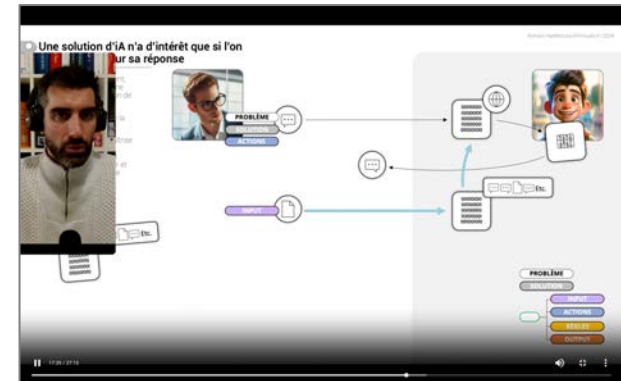 Une solution d'iA n'a d'intérêt que si l'on
ur sa réponse
PROBLÈME
SOLUTION
ACTIONS
INPUT
Etc.
Etc.
PROBLÈME
SOLUTION
INPUT
ACTIONS
RÈGLES
OUTPUT